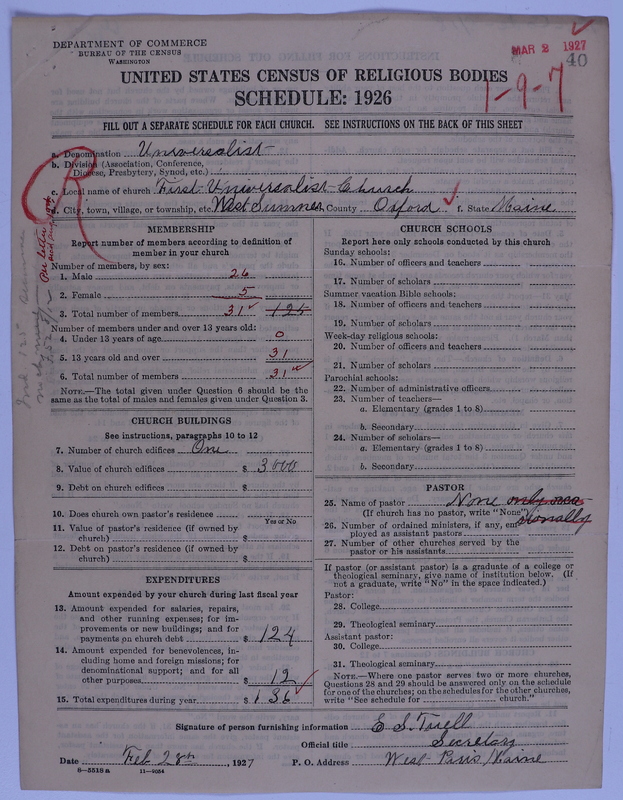 DEPARTMENT OF COMMERCE
BUREAU OF THE CENSUS
WASHINGTON
MAR 2 1927
40
UNITED STATES CENSUS OF RELIGIOUS BODIES
SCHEDULE: 1926
1-9-7
FILL OUT A SEPARATE SCHEDULE FOR EACH CHURCH. SEE INSTRUCTIONS ON THE BACK OF THIS SHEET
R
a. Denomination Universalist
b. Division (Association, Conference,
Diocese, Presbytery, Synod, etc.)
c. Local name of church First Universalist Church
d. City, town, village, or township, etc. West Sumner County Oxford f. State Maine
MEMBERSHIP
Report number of members according to definition of
member in your church
Number of members, by sex:
1. Male 26
2. Female 5
3. Total number of members 31 125
Number of members under and over 13 years old:
4. Under 13 years of age 0
5. 13 years old and over 31
6. Total number of members 31
NOTE.—The total given under Question 6 should be the
same as the total of males and females given under Question 3.
CHURCH BUILDINGS
See instructions, paragraphs 10 to 12
7. Number of church edifices One
8. Value of church edifices $ 3,000
9. Debt on church edifices $
10. Does church own pastor's residence
Yes or No
11. Value of pastor's residence (if owned by
church) $
12. Debt on pastor's residence (if owned by
church) $
EXPENDITURES
Amount expended by your church during last fiscal year
13. Amount expended for salaries, repairs,
and other running expenses; for im-
provements or new buildings; and for
payments on church debt $ 124
14. Amount expended for benevolences, in-
cluding home and foreign missions; for
denominational support; and for all
other purposes $ 12
15. Total expenditures during year $ 136
CHURCH SCHOOLS
Report here only schools conducted by this church
Sunday schools:
16. Number of officers and teachers
17. Number of scholars
Summer vacation Bible schools:
18. Number of officers and teachers
19. Number of scholars
Week-day religious schools:
20. Number of officers and teachers
21. Number of scholars
Parochial schools:
22. Number of administrative officers
23. Number of teachers—
a. Elementary (grades 1 to 8)
b. Secondary
24. Number of scholars—
a. Elementary (grades 1 to 8)
b. Secondary
PASTOR
25. Name of pastor None only occa
(If church has no pastor, write "None") sionally
26. Number of ordained ministers, if any, em-
ployed as assistant pastors
27. Number of other churches served by the
pastor or his assistants
If pastor (or assistant pastor) is a graduate of a college or
theological seminary, give name of institution below. (If
not a graduate, write "No" in the space indicated.)
Pastor:
28. College
29. Theological seminary
Assistant pastor:
30. College
31. Theological seminary
NOTE.—Where one pastor serves two or more churches,
Questions 28 and 29 should be answered only on the schedule
for one of the churches; on the schedules for the other churches,
write "See schedule for church."
Signature of person furnishing information E. S. Tuell
Official title Secretary
Date Feb 28th, 1927 P. O. Address West Paris Maine
8-5518 a 11-9054